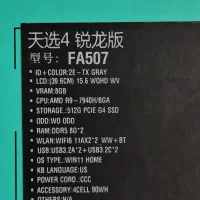 天选4 锐龙版
型号: FA507
ID+COLOR:2E-TX GRAY
LCD:(39.6CM) 15.6 WQHD WV
VRAM:8GB
CPU:AMD R9-7940H/8GA
STORAGE:512G PCIE G4 SSD
ODD:WO ODD
RAM:DDR5 8G*2
WLAN:WIFI6 11AX2*2 WW+BT
USB:USB3.2A*2+USB3.2C*2
OS TYPE:WIN11 HOME
KB LANGUAGE:
POWER CORD:CCC
ACCESSORY:4CELL 90WH
OTHERS:N/A